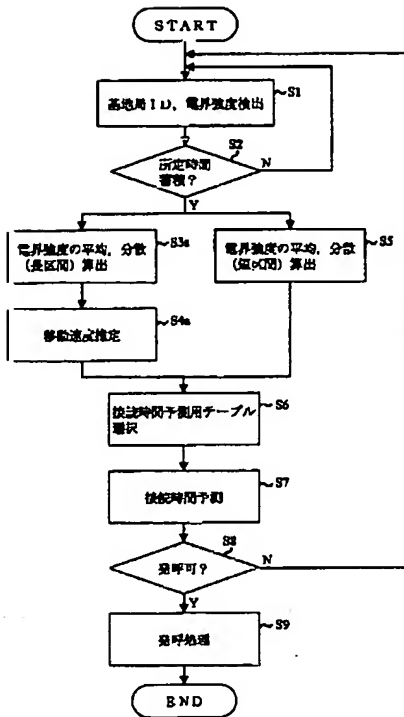 START
基地局ID、電界強度検出
S1
所定時間
蓄積?
S2
N
Y
電界強度の平均,分散
(長区間)算出
S3a
電界強度の平均,分散
(短区間)算出
S5
移動速度推定
S4a
接続時間予測用テーブル
選択
S6
接続時間予測
S7
発呼可?
S8
N
Y
発呼処理
S9
END